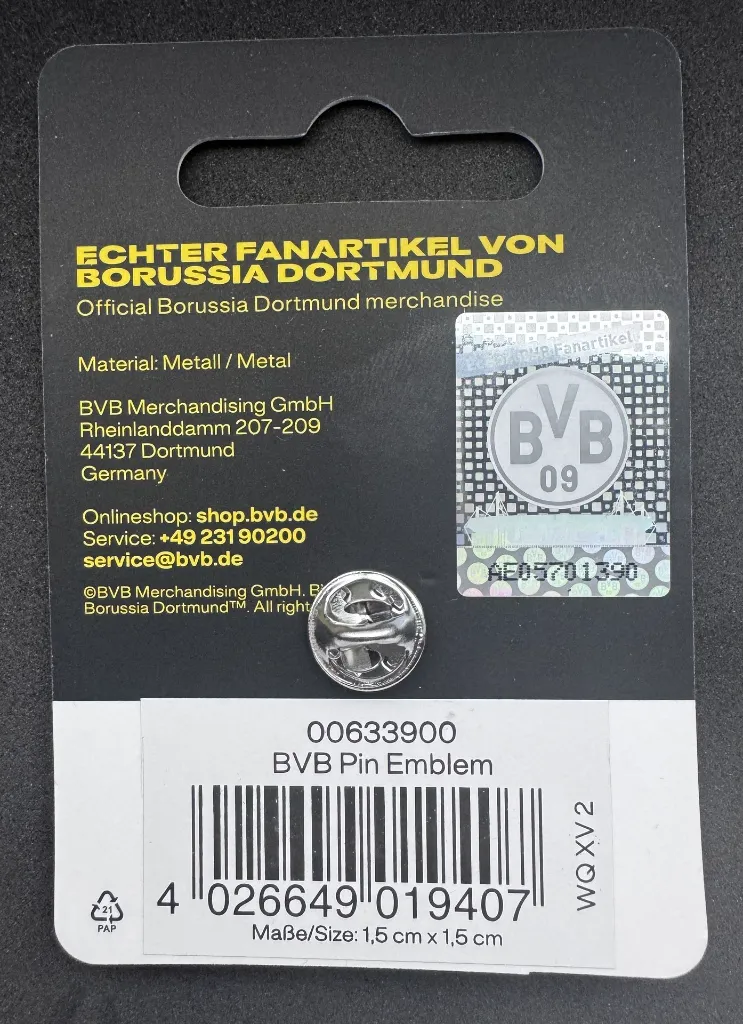 ECHTER FANARTIKEL VON
BORUSSIA DORTMUND
Official Borussia Dortmund merchandise
Fanartikel
BVB
09
AE05701390
Material: Metall / Metal
BVB Merchandising GmbH
Rheinlanddamm 207-209
44137 Dortmund
Germany
Onlineshop: shop.bvb.de
Service: +49 231 90200
service@bvb.de
©BVB Merchandising GmbH.
Borussia Dortmund™. All
00633900
BVB Pin Emblem
4 026649 019407
Maße/Size: 1,5 cm x 1,5 cm
WQ XV 2
21
PAP